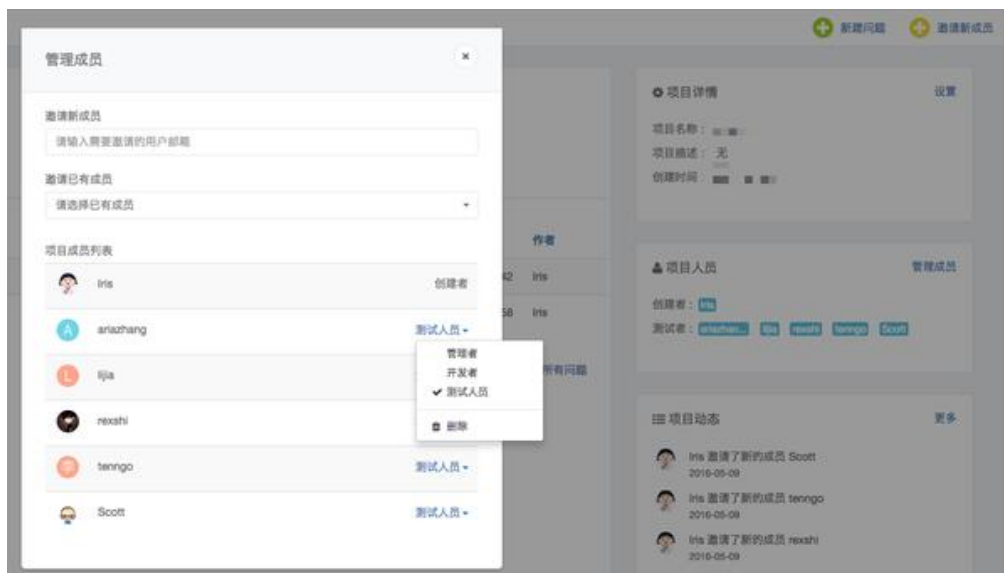 新建问题
邀请新成员
管理成员
×
邀请新成员
请输入需要邀请的用户邮箱
邀请已有成员
请选择已有成员
项目成员列表
Iris 创建者
A ariazhang 测试人员
管理者
开发者
测试人员
删除
L lijia
rexshi
tenngo 测试人员
Scott 测试人员
作者
42 Iris
58 Iris
所有问题
项目详情 设置
项目名称：
项目描述： 无
创建时间
项目人员 管理成员
创建者： Iris
测试者： ariazhan... lijia rexshi tenngo Scott
项目动态 更多
Iris 邀请了新的成员 Scott
2016-05-09
Iris 邀请了新的成员 tenngo
2016-05-09
Iris 邀请了新的成员 rexshi
2016-05-09